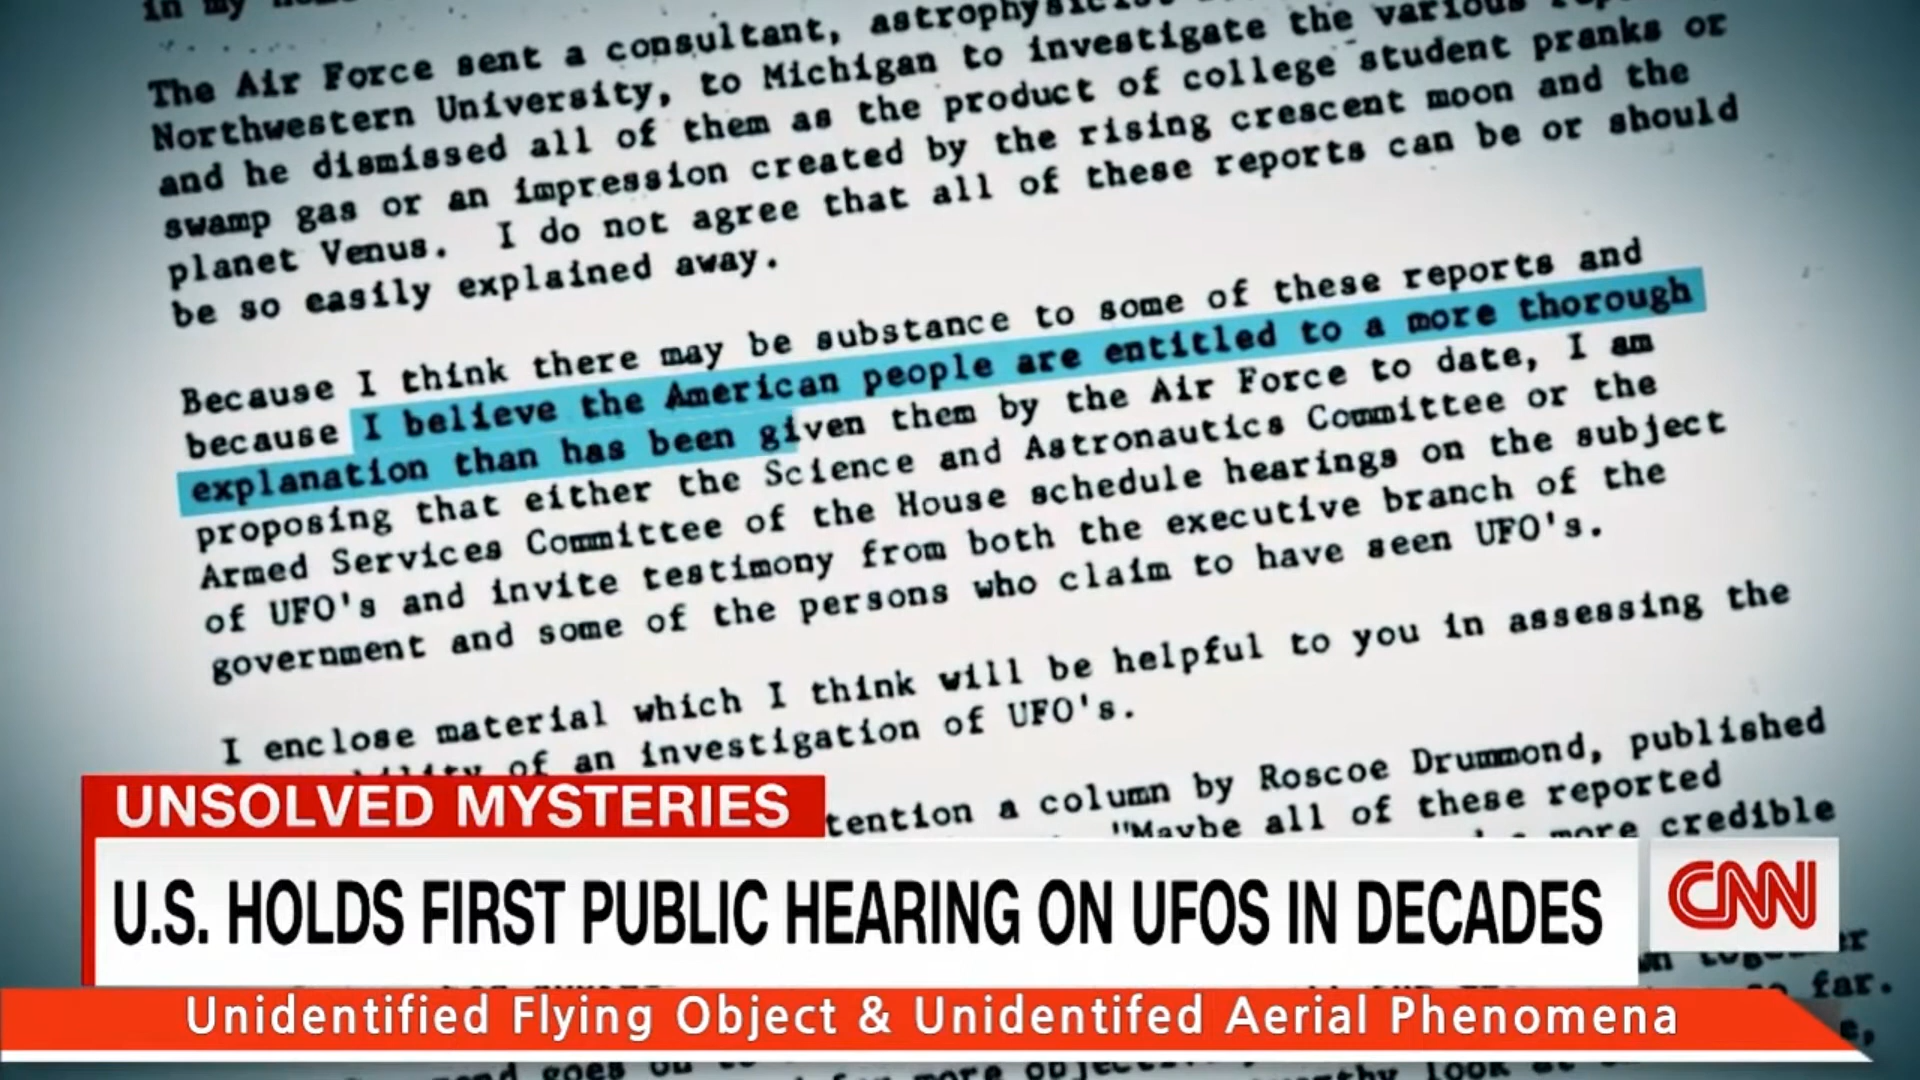 in my
The Air Force sent a consultant,
Northwestern University, to Michigan to investigate the various
and he dismissed all of them as the product of college student pranks or
swamp gas or an impression created by the rising crescent moon and the
planet Venus. I do not agree that all of these reports can be or should
be so easily explained away.
Because I think there may be substance to some of these reports and
because I believe the American people are entitled to a more thorough
explanation than has been given them by the Air Force to date, I am
proposing that either the Science and Astronautics Committee or the
Armed Services Committee of the House schedule hearings on the subject
of UFO's and invite testimony from both the executive branch of the
government and some of the persons who claim to have seen UFO's.
I enclose material which I think will be helpful to you in assessing the
of an investigation of UFO's.
tention a column by Roscoe Drummond, published
"Maybe all of these reported
more credible
UNSOLVED MYSTERIES
U.S. HOLDS FIRST PUBLIC HEARING ON UFOS IN DECADES
CNN
far.
Unidentified Flying Object & Unidentifed Aerial Phenomena
goes on
more
look